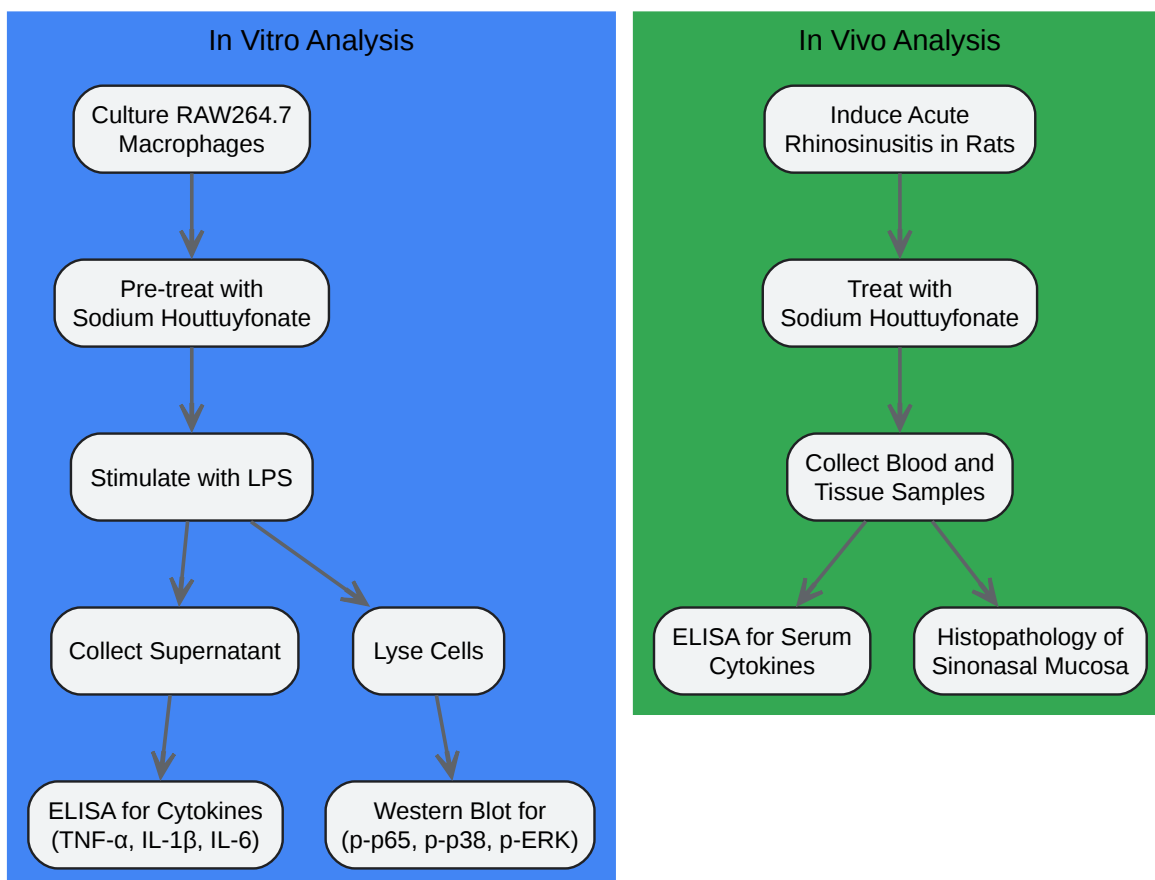 In Vitro Analysis
Culture RAW264.7
Macrophages
Pre-treat with
Sodium Houttuyfonate
Stimulate with LPS
Collect Supernatant
Lyse Cells
ELISA for Cytokines
(TNF-α, IL-1β, IL-6)
Western Blot for
(p-p65, p-p38, p-ERK)
In Vivo Analysis
Induce Acute
Rhinosinusitis in Rats
Treat with
Sodium Houttuyfonate
Collect Blood and
Tissue Samples
ELISA for Serum
Cytokines
Histopathology of
Sinonasal Mucosa